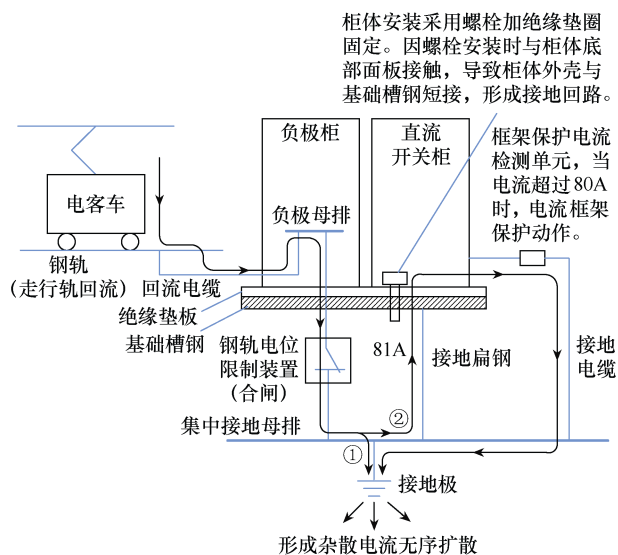 柜体安装采用螺栓加绝缘垫圈
固定。因螺栓安装时与柜体底
部面板接触，导致柜体外壳与
基础槽钢短接，形成接地回路。
负极柜
直流
开关柜
框架保护电流
检测单元，当
电流超过80A
时，电流框架
保护动作。
电客车
负极母排
钢轨
(走行轨回流)
回流电缆
绝缘垫板
基础槽钢
钢轨电位
限制装置
(合闸)
81A
接地扁钢
接地
电缆
集中接地母排
②
①
接地极
形成杂散电流无序扩散